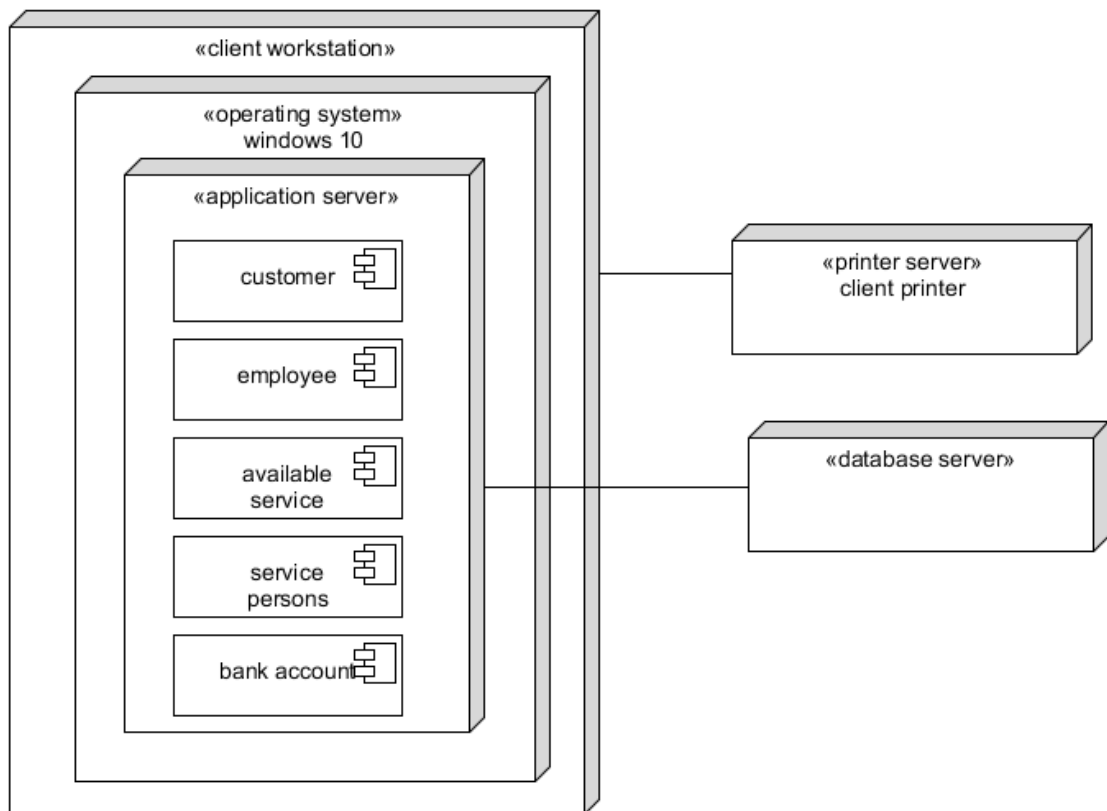 «client workstation»
«operating system»
windows 10
«application server»
customer
employee
available
service
service
persons
bank account
«printer server»
client printer
«database server»